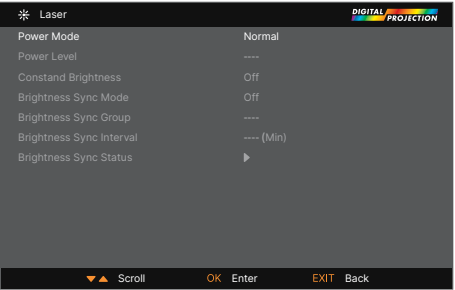 Laser
DIGITAL
PROJECTION
Power Mode Normal
Power Level ----
Constand Brightness Off
Brightness Sync Mode Off
Brightness Sync Group ----
Brightness Sync Interval ---- (Min)
Brightness Sync Status
Scroll OK Enter EXIT Back